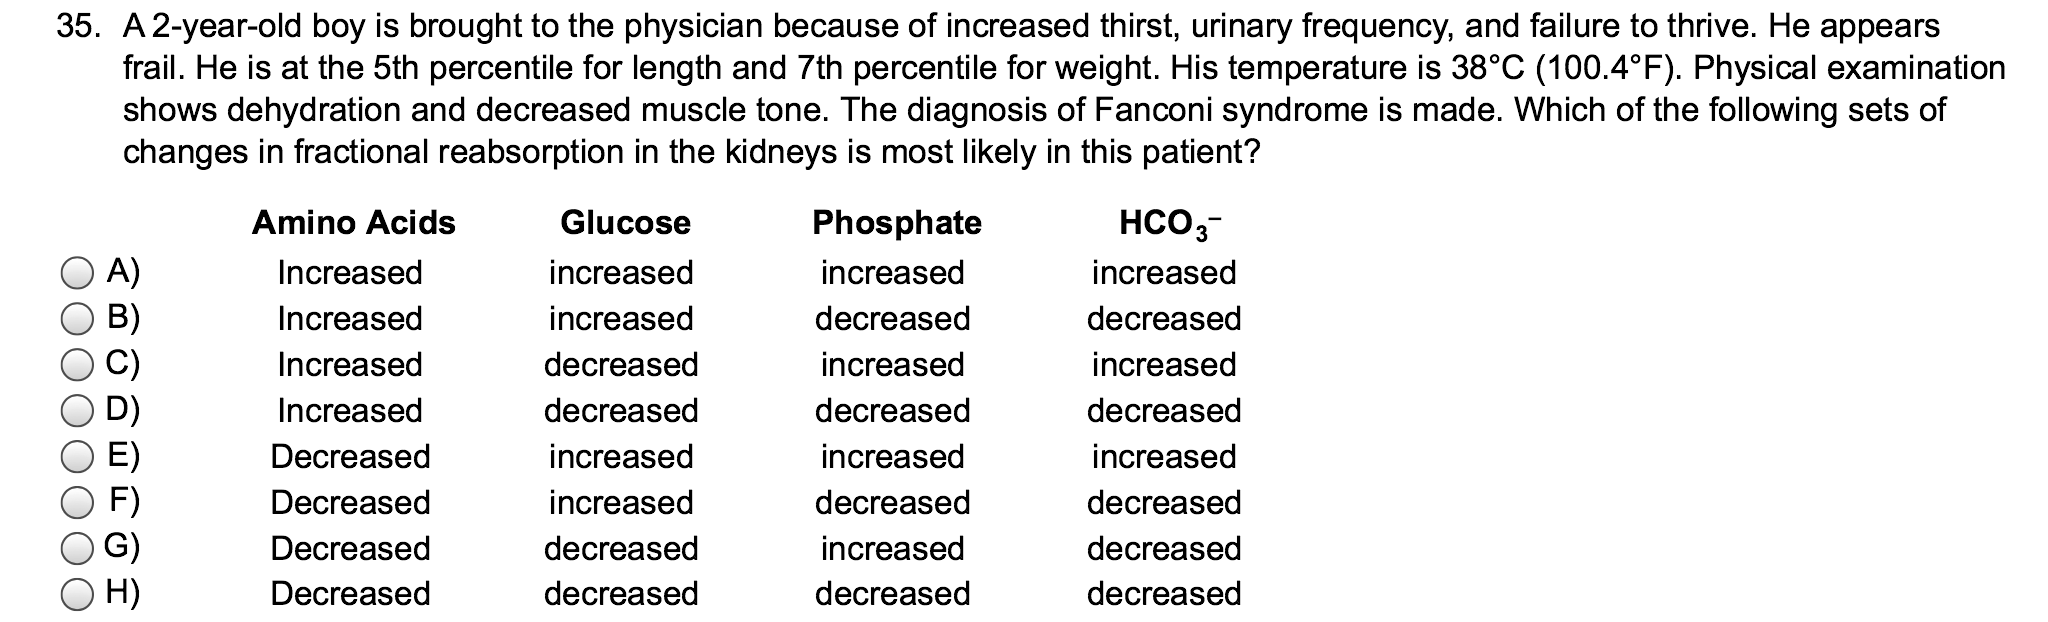 35. A 2-year-old boy is brought to the physician because of increased thirst, urinary frequency, and failure to thrive. He appears
frail. He is at the 5th percentile for length and 7th percentile for weight. His temperature is 38°C (100.4°F). Physical examination
shows dehydration and decreased muscle tone. The diagnosis of Fanconi syndrome is made. Which of the following sets of
changes in fractional reabsorption in the kidneys is most likely in this patient?
Amino Acids Glucose Phosphate HCO₃⁻
A) Increased increased increased increased
B) Increased increased decreased decreased
C) Increased decreased increased increased
D) Increased decreased decreased decreased
E) Decreased increased increased increased
F) Decreased increased decreased decreased
G) Decreased decreased increased decreased
H) Decreased decreased decreased decreased